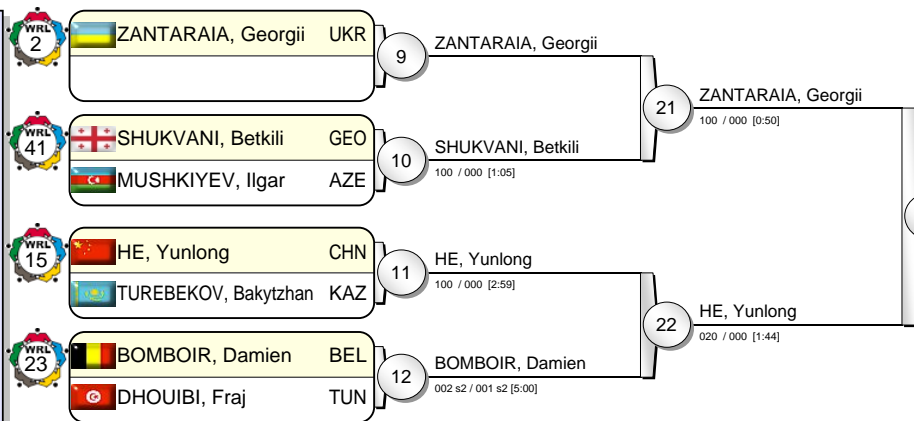 WRL
2
ZANTARAIA, Georgii UKR
9
ZANTARAIA, Georgii
21
ZANTARAIA, Georgii
100 / 000 [0:50]
WRL
41
SHUKVANI, Betkili GEO
MUSHKIYEV, Ilgar AZE
10
SHUKVANI, Betkili
100 / 000 [1:05]
WRL
15
HE, Yunlong CHN
TUREBEKOV, Bakytzhan KAZ
11
HE, Yunlong
100 / 000 [2:59]
22
HE, Yunlong
020 / 000 [1:44]
WRL
23
BOMBOIR, Damien BEL
DHOUIBI, Fraj TUN
12
BOMBOIR, Damien
002 s2 / 001 s2 [5:00]